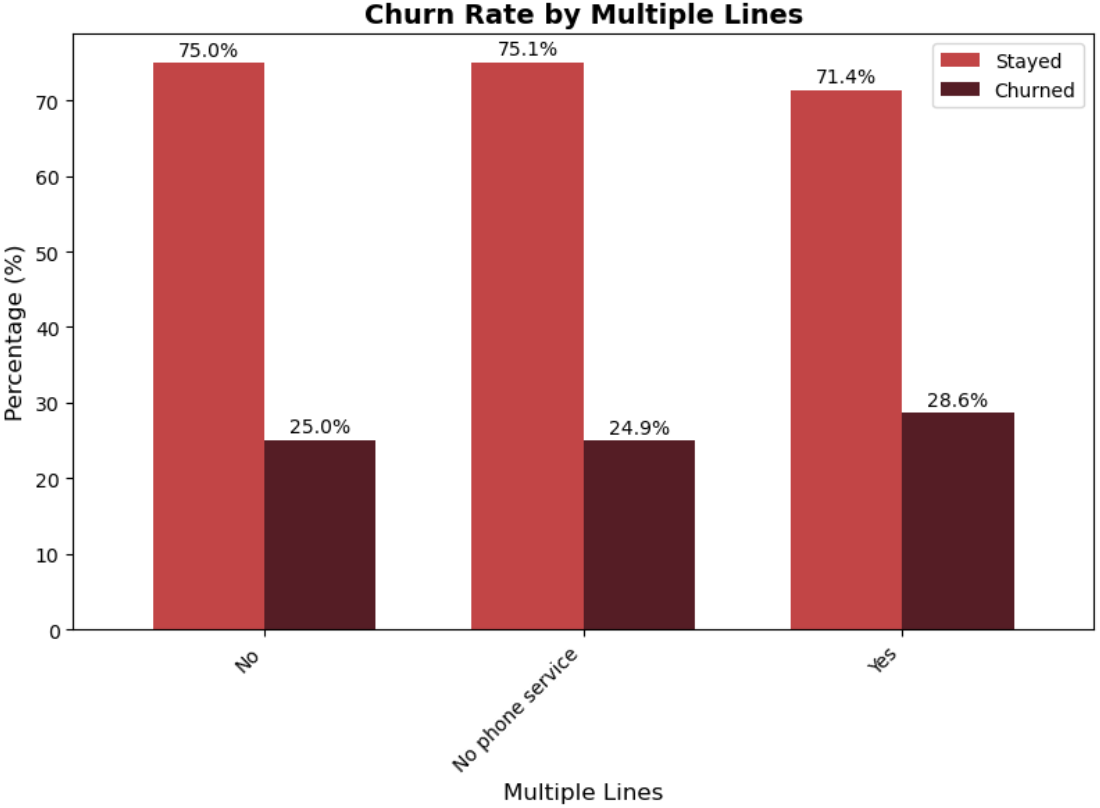 Churn Rate by Multiple Lines
75.0%
75.1%
71.4%
25.0%
24.9%
28.6%
Stayed
Churned
Percentage (%)
70
60
50
40
30
20
10
0
No
No phone service
Yes
Multiple Lines